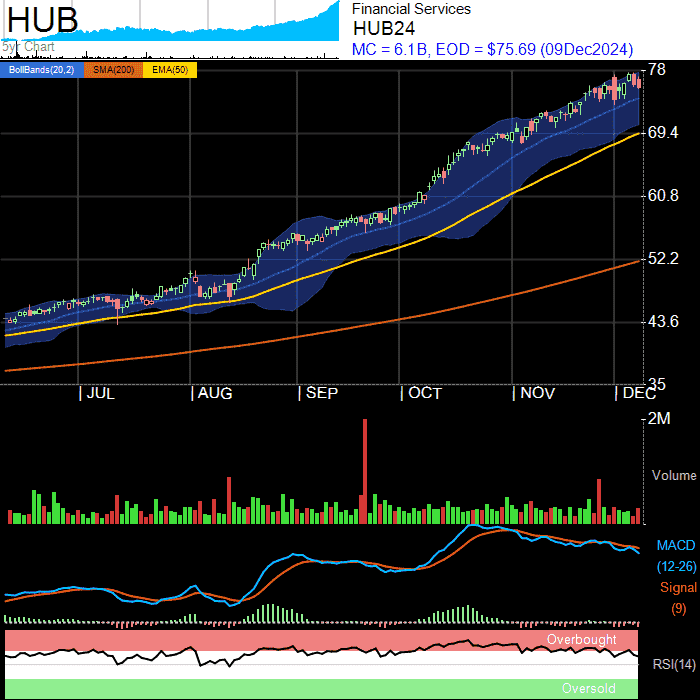 HUB
5yr Chart
Financial Services
HUB24
MC = 6.1B, EOD = $75.69 (09Dec2024)
BollBands(20,2) SMA(200) EMA(50)
78
69.4
60.8
52.2
43.6
35
JUL AUG SEP OCT NOV DEC
2M
Volume
MACD
(12-26)
Signal
(9)
Overbought
RSI(14)
Oversold